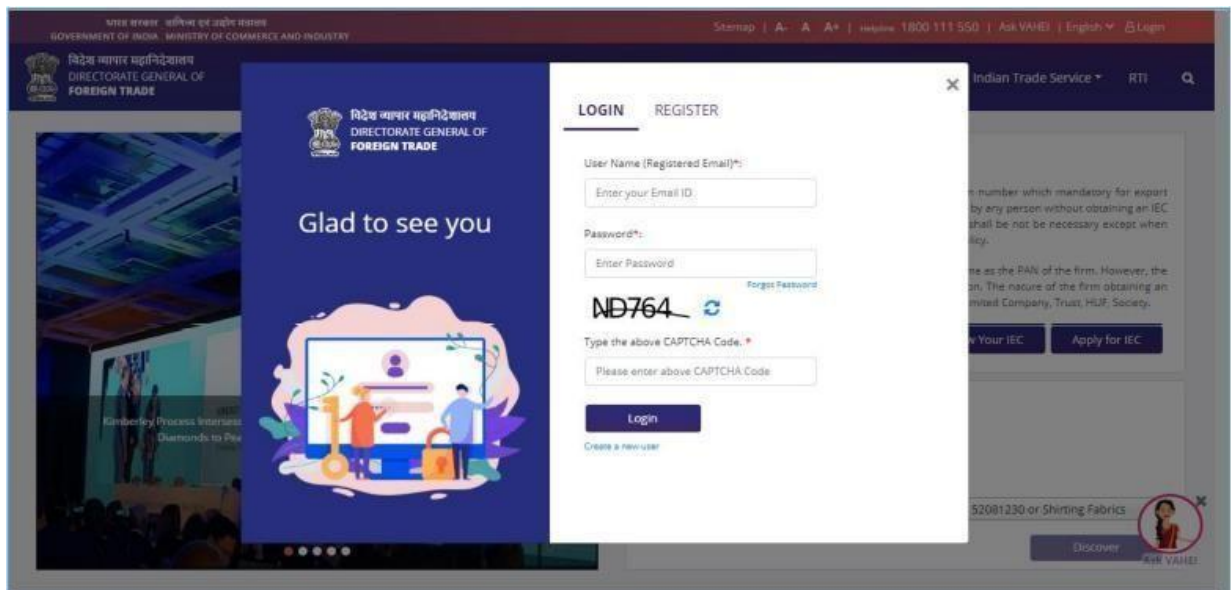 भारत सरकार वाणिज्य एवं उद्योग मंत्रालय
GOVERNMENT OF INDIA MINISTRY OF COMMERCE AND INDUSTRY
Sitemap | A- A A+ | Helpline 1800 111 550 | Ask VAHEI | English Login
विदेश व्यापार महानिदेशालय
DIRECTORATE GENERAL OF
FOREIGN TRADE
Indian Trade Service RTI
विदेश व्यापार महानिदेशालय
DIRECTORATE GENERAL OF
FOREIGN TRADE
Glad to see you
×
LOGIN REGISTER
User Name (Registered Email)*:
Enter your Email ID
Password*:
Enter Password
Forgot Password
ND764
Type the above CAPTCHA Code. *
Please enter above CAPTCHA Code
Login
Create a new user
number which mandatory for export
by any person without obtaining an IEC
shall be not be necessary except when
as the PAN of the firm. However, the
The nature of the firm obtaining an
Company, Trust, HUF, Society.
Your IEC Apply for IEC
Kimberley Process
Diamonds to
52081230 or Shirting Fabrics
Discover
ASK VAHEI